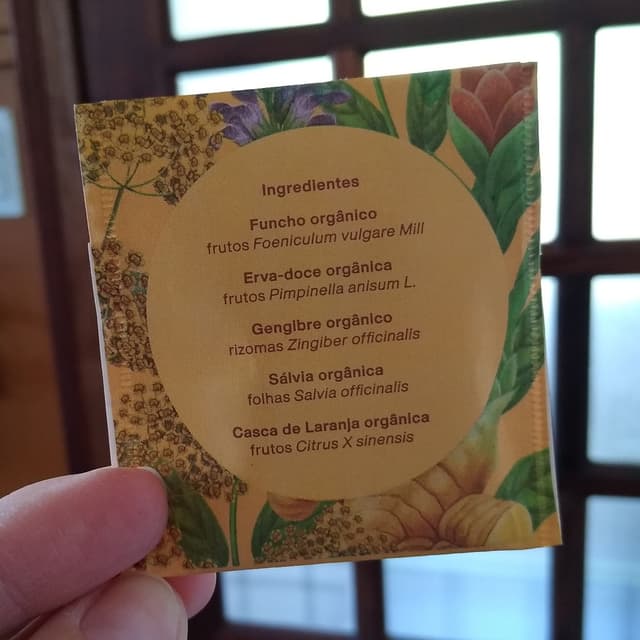 Ingredientes
Funcho orgânico
frutos Foeniculum vulgare Mill
Erva-doce orgânica
frutos Pimpinella anisum L.
Gengibre orgânico
rizomas Zingiber officinalis
Sálvia orgânica
folhas Salvia officinalis
Casca de Laranja orgânica
frutos Citrus X sinensis